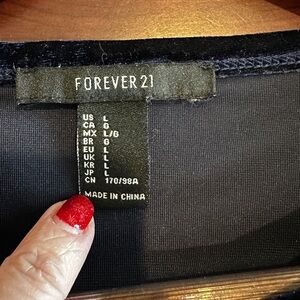 FOREVER 21
US L
CA G
MX L/G
BR G
EU L
UK L
KR L
JP L
CN 170/98A
MADE IN CHINA